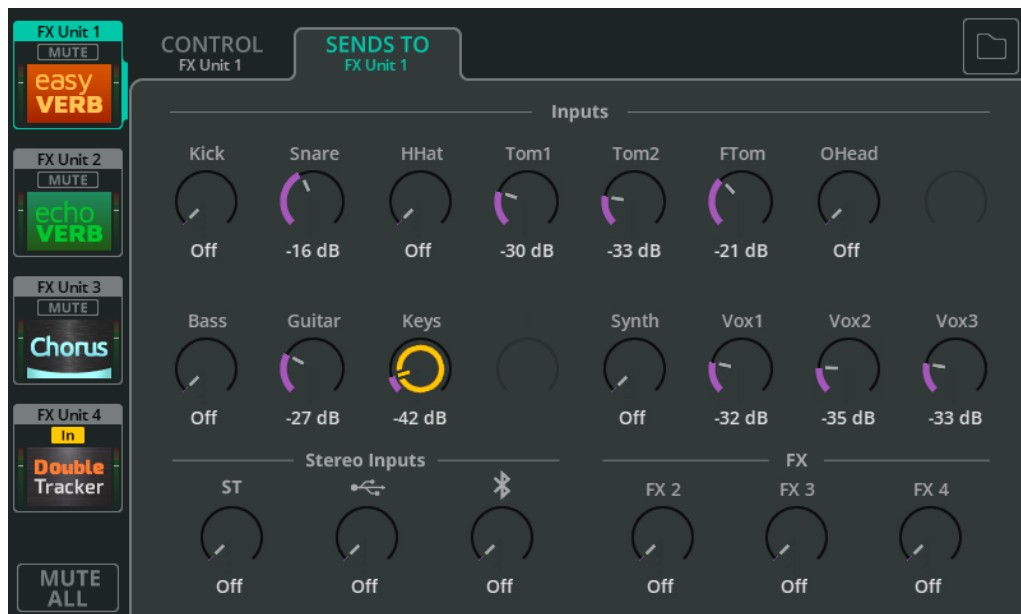 FX Unit 1
MUTE
easy
VERB
FX Unit 2
MUTE
echo
VERB
FX Unit 3
MUTE
Chorus
FX Unit 4
In
Double
Tracker
MUTE
ALL
CONTROL
FX Unit 1
SENDS TO
FX Unit 1
Inputs
Kick Snare HHat Tom1 Tom2 FTom OHead
Off -16 dB Off -30 dB -33 dB -21 dB Off
Bass Guitar Keys Synth Vox1 Vox2 Vox3
Off -27 dB -42 dB Off -32 dB -35 dB -33 dB
Stereo Inputs FX
ST FX 2 FX 3 FX 4
Off Off Off Off Off Off